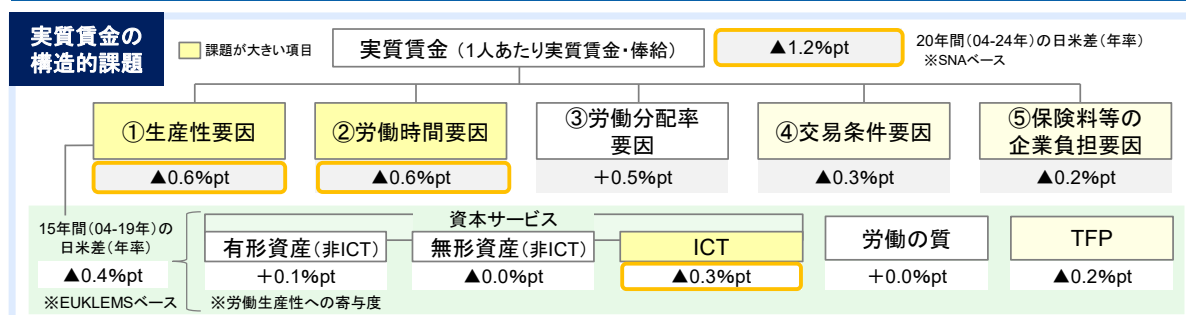 実質賃金の
構造的課題
課題が大きい項目
実質賃金（1人あたり実質賃金・俸給）
▲1.2%pt
20年間（04-24年）の日米差（年率）
※SNAベース
①生産性要因
▲0.6%pt
②労働時間要因
▲0.6%pt
③労働分配率
要因
＋0.5%pt
④交易条件要因
▲0.3%pt
⑤保険料等の
企業負担要因
▲0.2%pt
15年間（04-19年）の
日米差（年率）
▲0.4%pt
※EUKLEMSベース
資本サービス
有形資産（非ICT）
＋0.1%pt
無形資産（非ICT）
▲0.0%pt
ICT
▲0.3%pt
労働の質
＋0.0%pt
TFP
▲0.2%pt
※労働生産性への寄与度